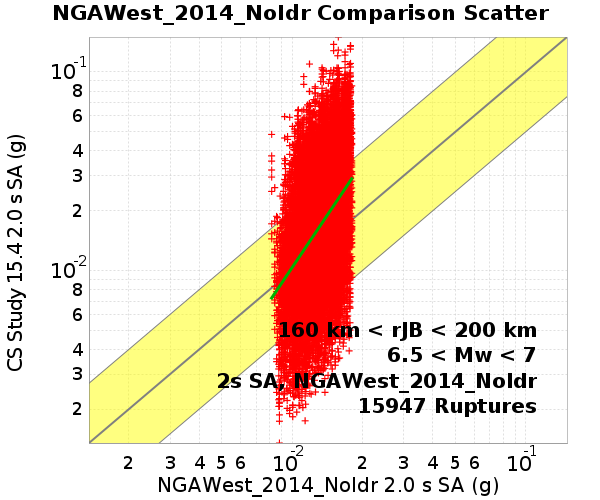 NGAWest_2014_NoIdr Comparison Scatter
CS Study 15.4 2.0 s SA (g)
10-1
8
6
4
3
2
10-2
8
6
4
3
2
160 km < rJB < 200 km
6.5 < Mw < 7
2s SA, NGAWest_2014_NoIdr
15947 Ruptures
2 3 4 5 6 10-2 2 3 4 5 6 10-1
NGAWest_2014_NoIdr 2.0 s SA (g)